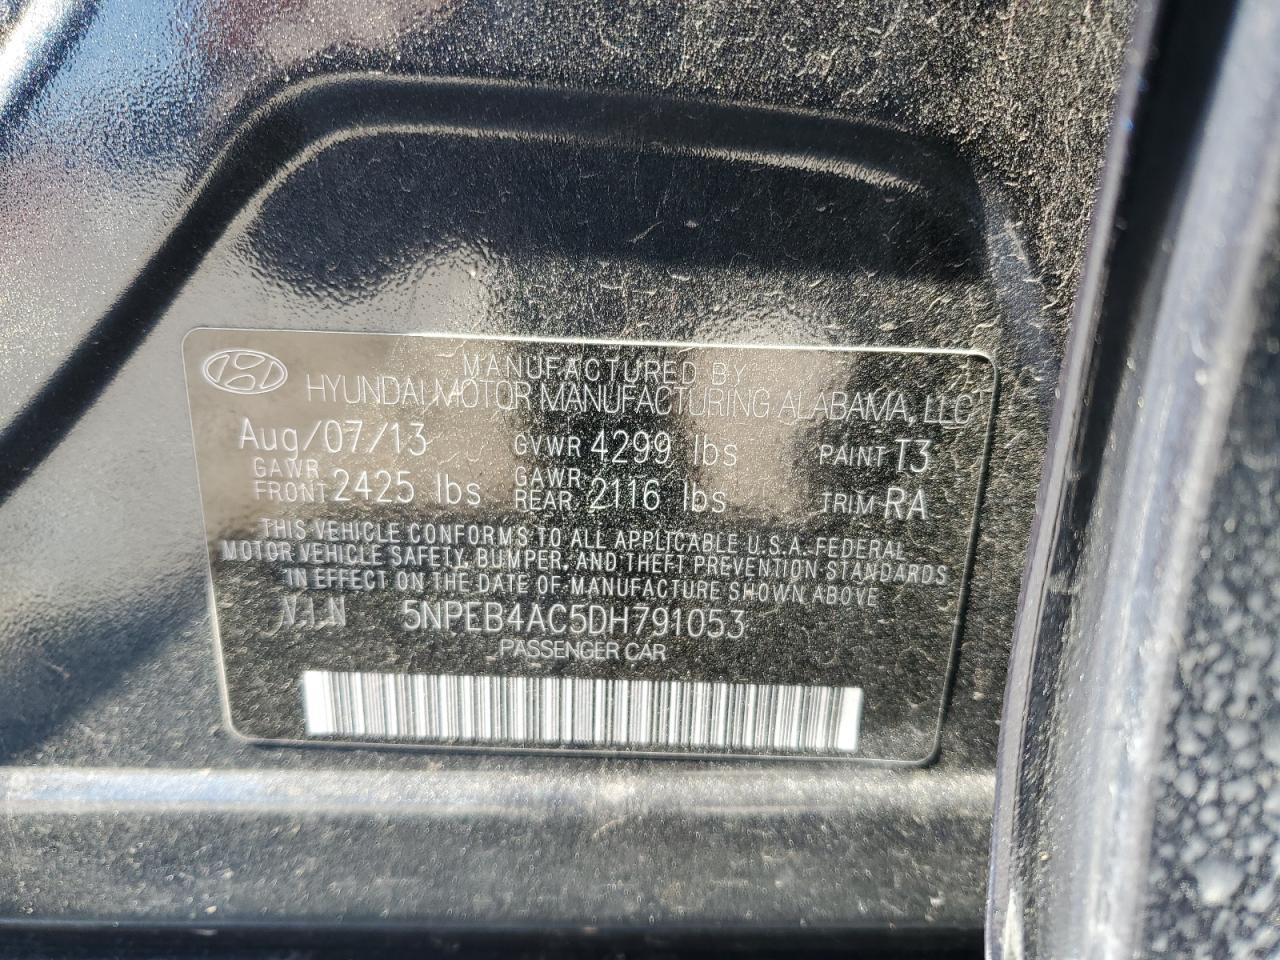 MANUFACTURED BY
HYUNDAI MOTOR MANUFACTURING ALABAMA, LLC
Aug/07/13 GVWR 4299 lbs PAINT T3
GAWR FRONT 2425 lbs GAWR REAR 2116 lbs TRIM RA
THIS VEHICLE CONFORMS TO ALL APPLICABLE U.S.A. FEDERAL
MOTOR VEHICLE SAFETY, BUMPER, AND THEFT PREVENTION STANDARDS
IN EFFECT ON THE DATE OF MANUFACTURE SHOWN ABOVE
V.I.N 5NPEB4AC5DH791053
PASSENGER CAR